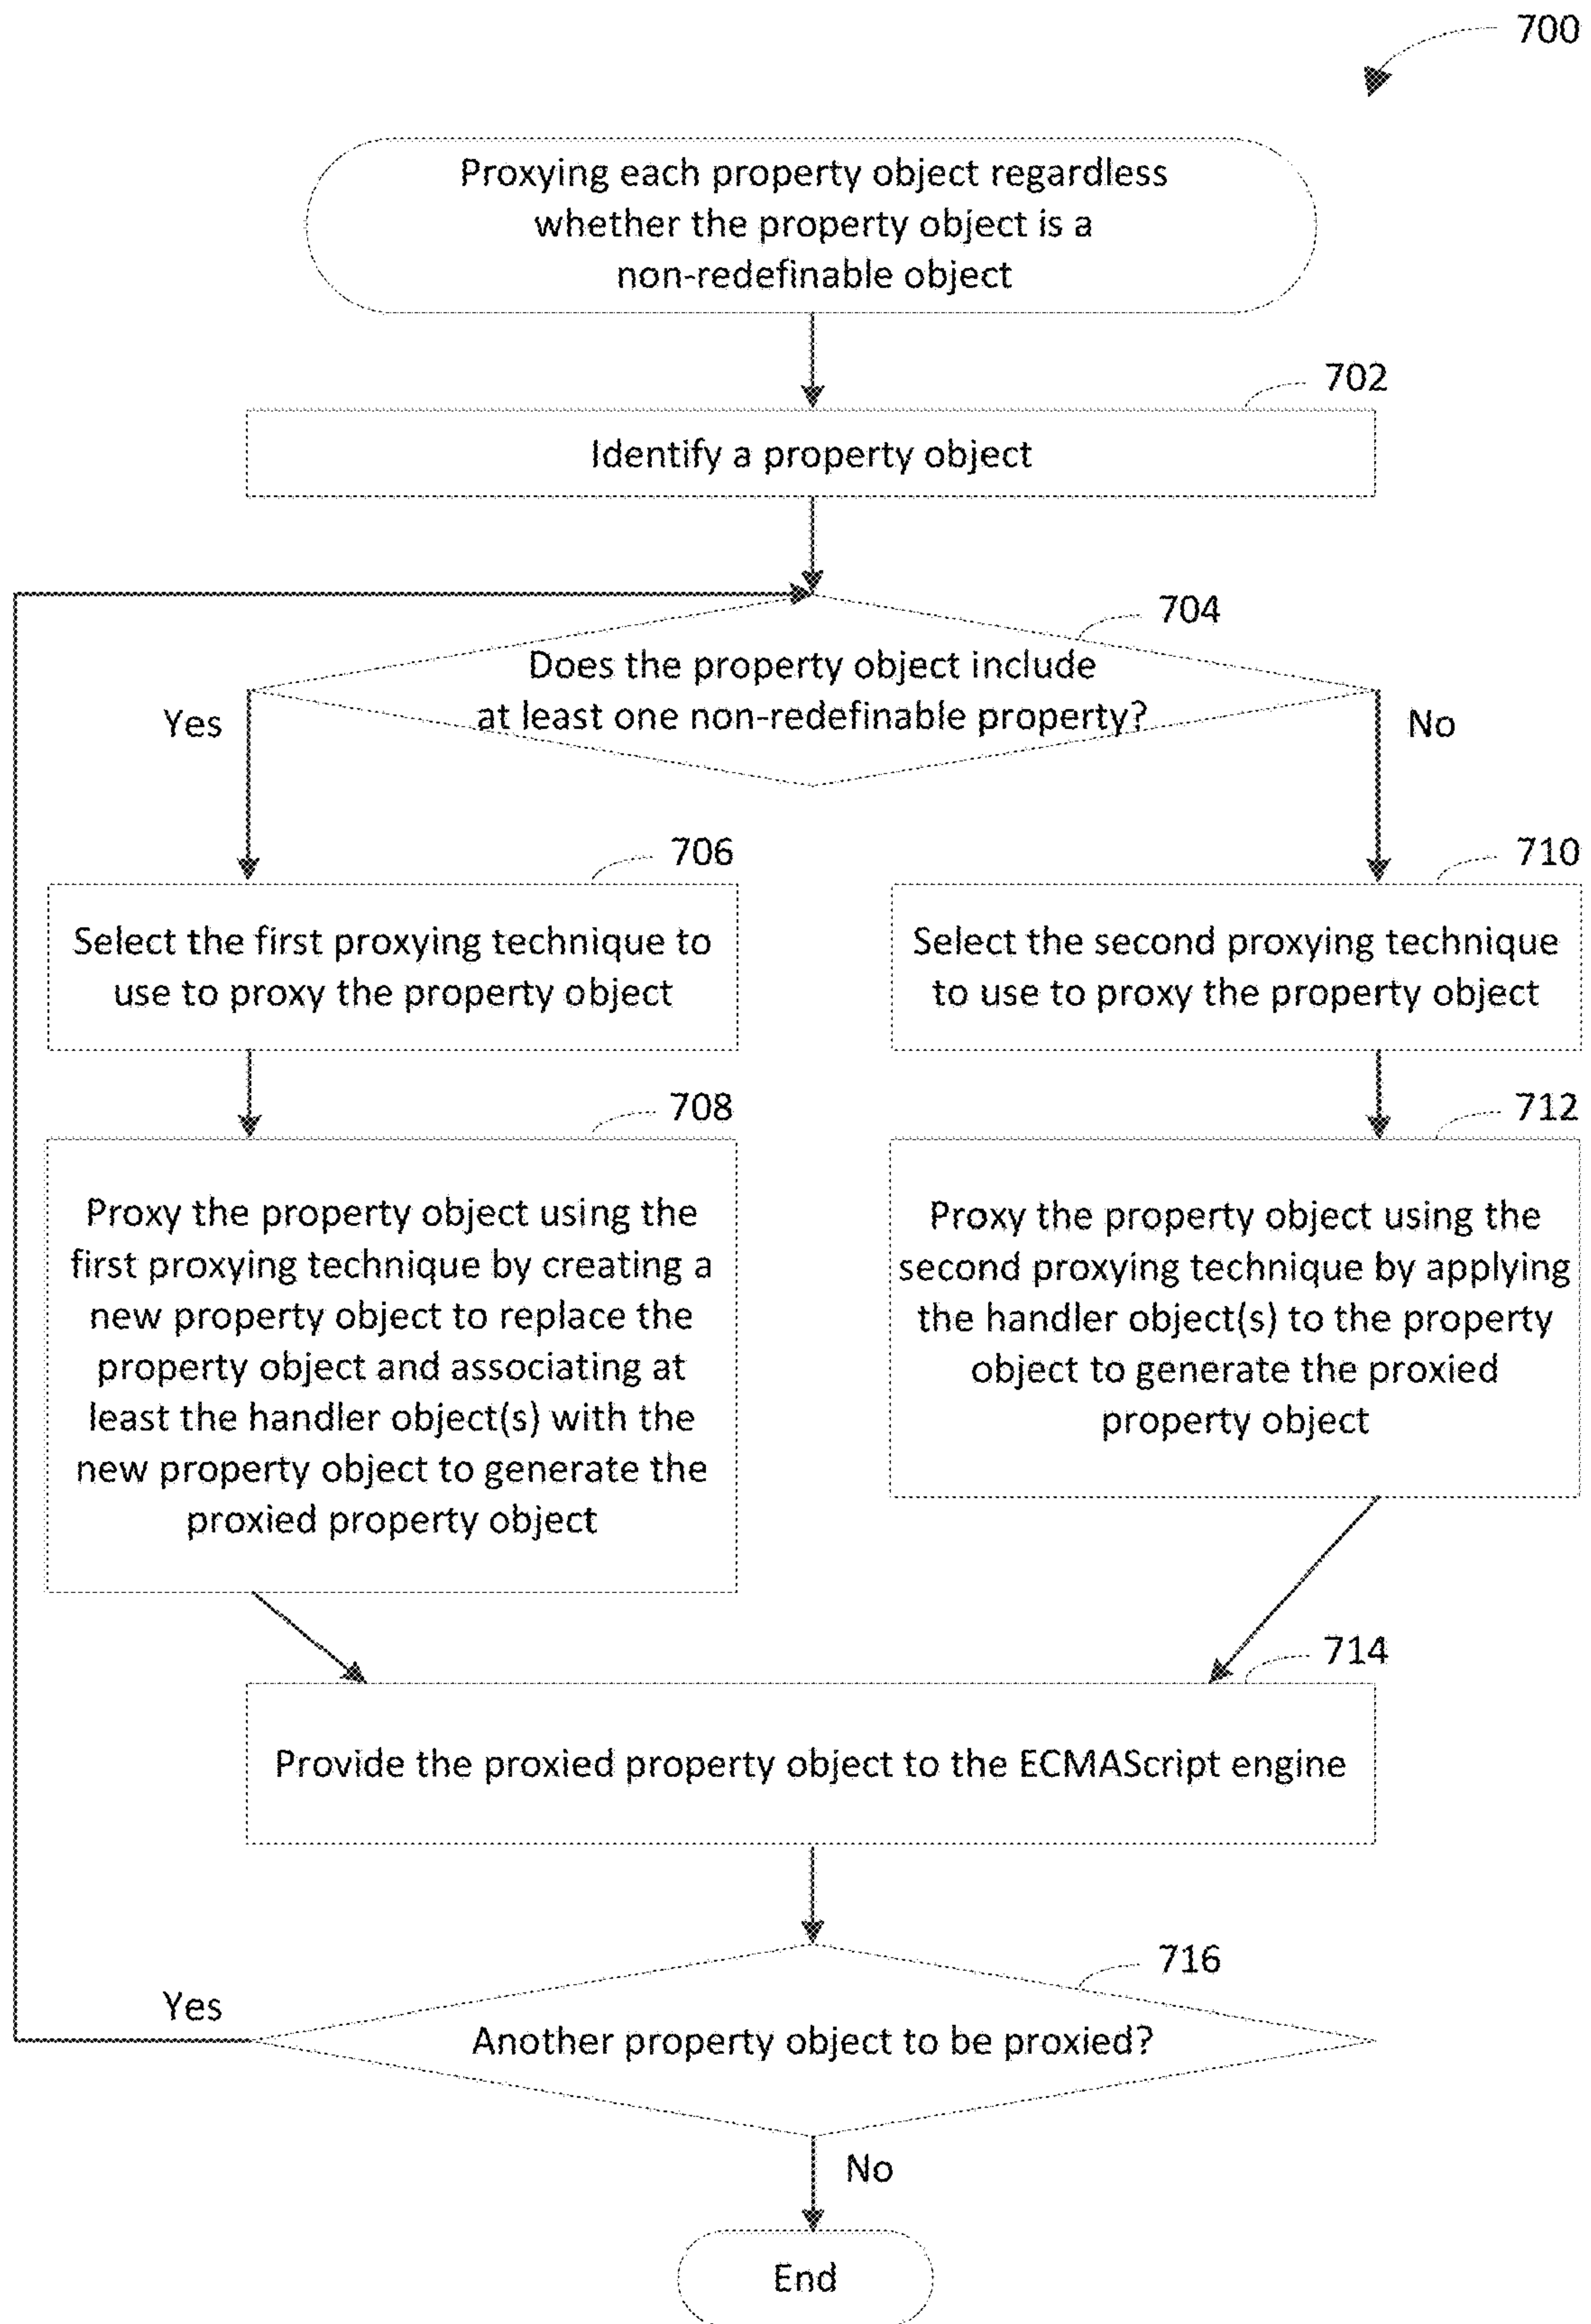 700
Proxying each property object regardless
whether the property object is a
non-redefinable object
702
Identify a property object
704
Does the property object include
at least one non-redefinable property?
Yes
No
706
Select the first proxying technique to
use to proxy the property object
710
Select the second proxying technique
to use to proxy the property object
708
Proxy the property object using the
first proxying technique by creating a
new property object to replace the
property object and associating at
least the handler object(s) with the
new property object to generate the
proxied property object
712
Proxy the property object using the
second proxying technique by applying
the handler object(s) to the property
object to generate the proxied
property object
714
Provide the proxied property object to the ECMAScript engine
716
Yes
Another property object to be proxied?
No
End